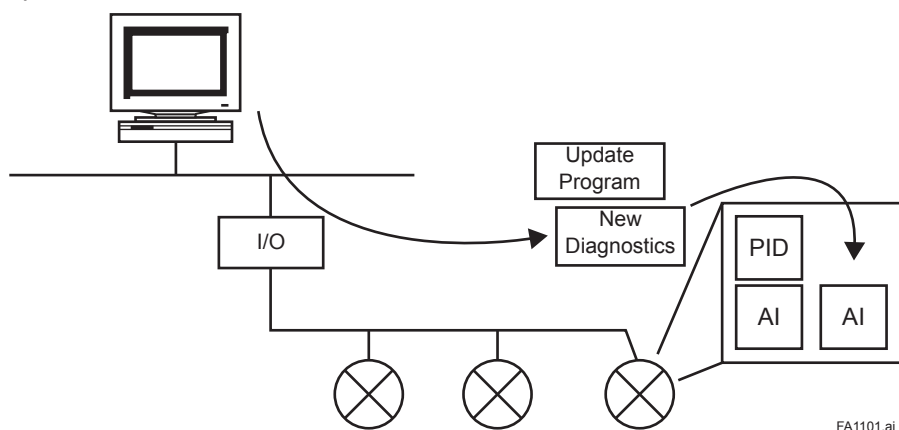 Update
Program
New
Diagnostics
I/O
PID
AI
AI
FA1101.ai